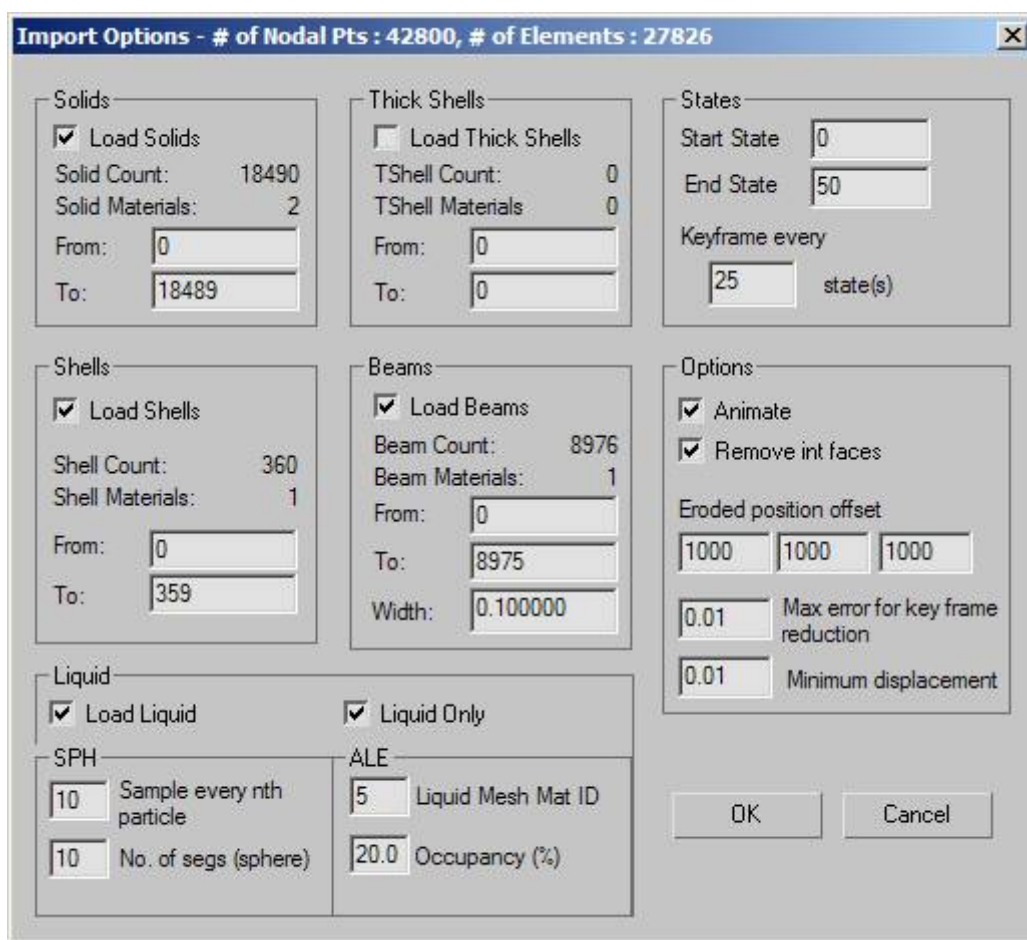 Import Options - # of Nodal Pts : 42800, # of Elements : 27826
Solids
Load Solids
Solid Count: 18490
Solid Materials: 2
From: 0
To: 18489
Thick Shells
Load Thick Shells
TShell Count: 0
TShell Materials 0
From: 0
To: 0
States
Start State 0
End State 50
Keyframe every
25 state(s)
Shells
Load Shells
Shell Count: 360
Shell Materials: 1
From: 0
To: 359
Beams
Load Beams
Beam Count: 8976
Beam Materials: 1
From: 0
To: 8975
Width: 0.100000
Options
Animate
Remove int faces
Eroded position offset
1000 1000 1000
0.01 Max error for key frame
reduction
0.01 Minimum displacement
Liquid
Load Liquid
Liquid Only
SPH
10 Sample every nth
particle
10 No. of segs (sphere)
ALE
5 Liquid Mesh Mat ID
20.0 Occupancy (%)
OK
Cancel